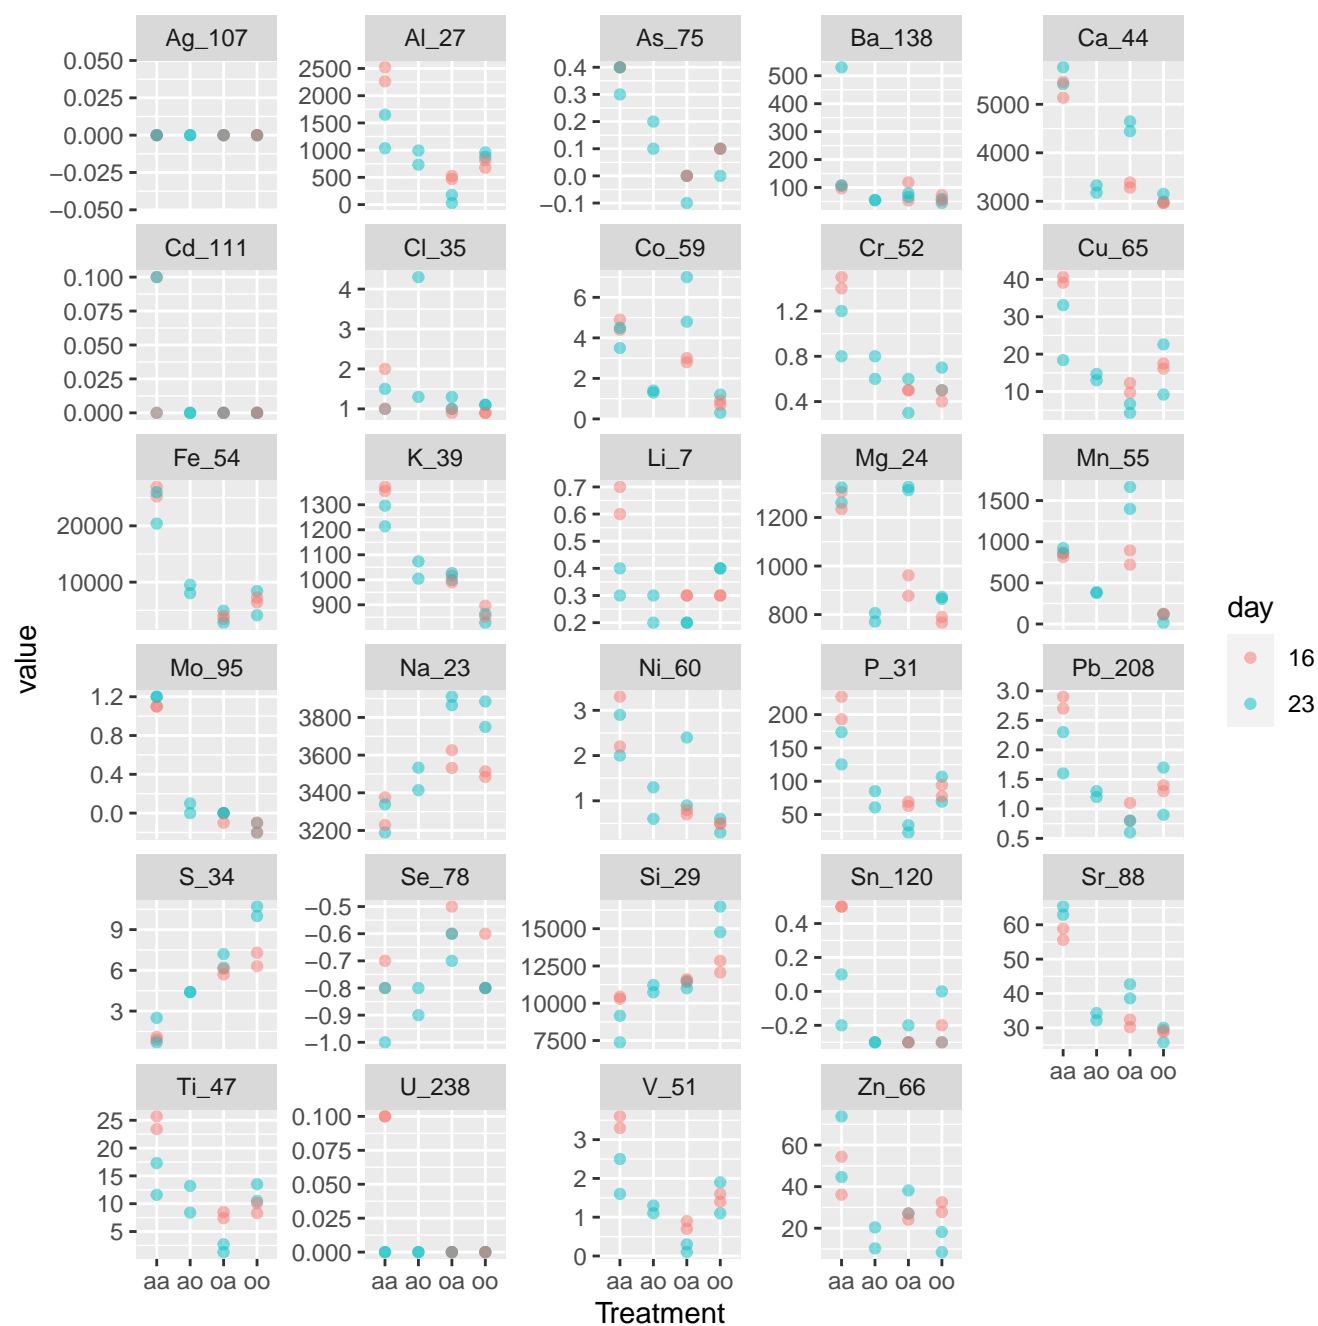 Ag_107 Al_27 As_75 Ba_138 Ca_44
0.050 0.025 0.000 −0.025 −0.050
2500 2000 1500 1000 500 0
0.4 0.3 0.2 0.1 0.0 −0.1
500 400 300 200 100
5000 4000 3000
Cd_111 Cl_35 Co_59 Cr_52 Cu_65
0.100 0.075 0.050 0.025 0.000
4 3 2 1
6 4 2 0
1.2 0.8 0.4
40 30 20 10
Fe_54 K_39 Li_7 Mg_24 Mn_55
20000 10000
1300 1200 1100 1000 900
0.7 0.6 0.5 0.4 0.3 0.2
1200 1000 800
1500 1000 500 0
Mo_95 Na_23 Ni_60 P_31 Pb_208
1.2 0.8 0.4 0.0
3800 3600 3400 3200
3 2 1
200 150 100 50
3.0 2.5 2.0 1.5 1.0 0.5
S_34 Se_78 Si_29 Sn_120 Sr_88
9 6 3
−0.5 −0.6 −0.7 −0.8 −0.9 −1.0
15000 12500 10000 7500
0.4 0.2 0.0 −0.2
60 50 40 30
aa ao oa oo
Ti_47 U_238 V_51 Zn_66
25 20 15 10 5
0.100 0.075 0.050 0.025 0.000
3 2 1 0
60 40 20
aa ao oa oo aa ao oa oo aa ao oa oo aa ao oa oo
Treatment
value
day
16
23